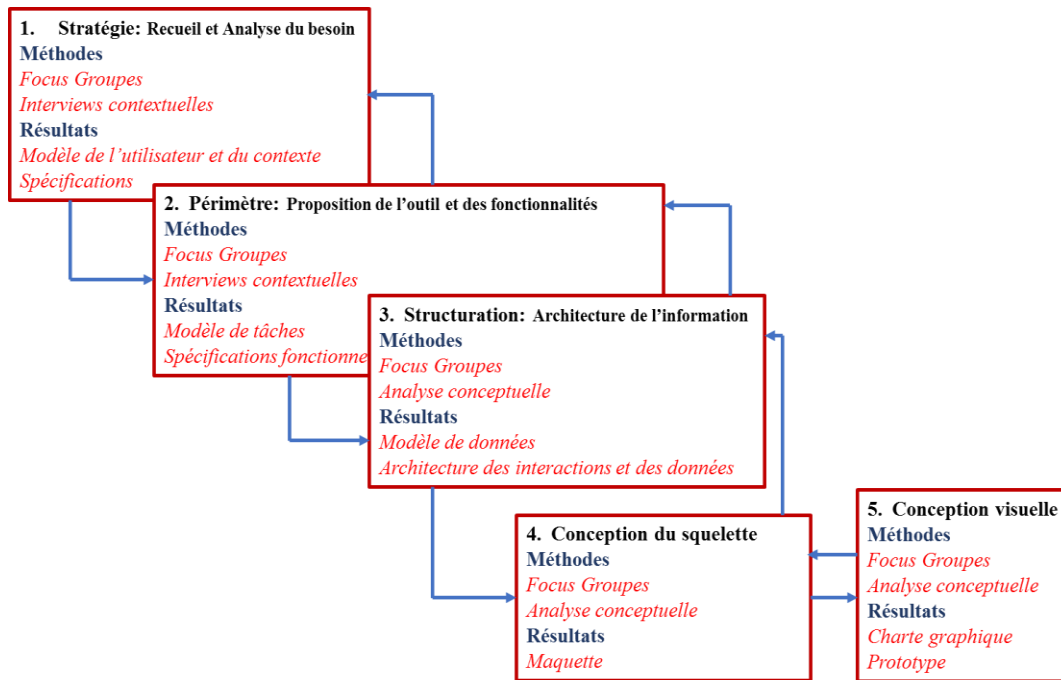 1. Stratégie: Recueil et Analyse du besoin
Méthodes
Focus Groupes
Interviews contextuelles
Résultats
Modèle de l'utilisateur et du contexte
Spécifications
2. Périmètre: Proposition de l'outil et des fonctionnalités
Méthodes
Focus Groupes
Interviews contextuelles
Résultats
Modèle de tâches
Spécifications fonctionne
3. Structuration: Architecture de l'information
Méthodes
Focus Groupes
Analyse conceptuelle
Résultats
Modèle de données
Architecture des interactions et des données
4. Conception du squelette
Méthodes
Focus Groupes
Analyse conceptuelle
Résultats
Maquette
5. Conception visuelle
Méthodes
Focus Groupes
Analyse conceptuelle
Résultats
Charte graphique
Prototype